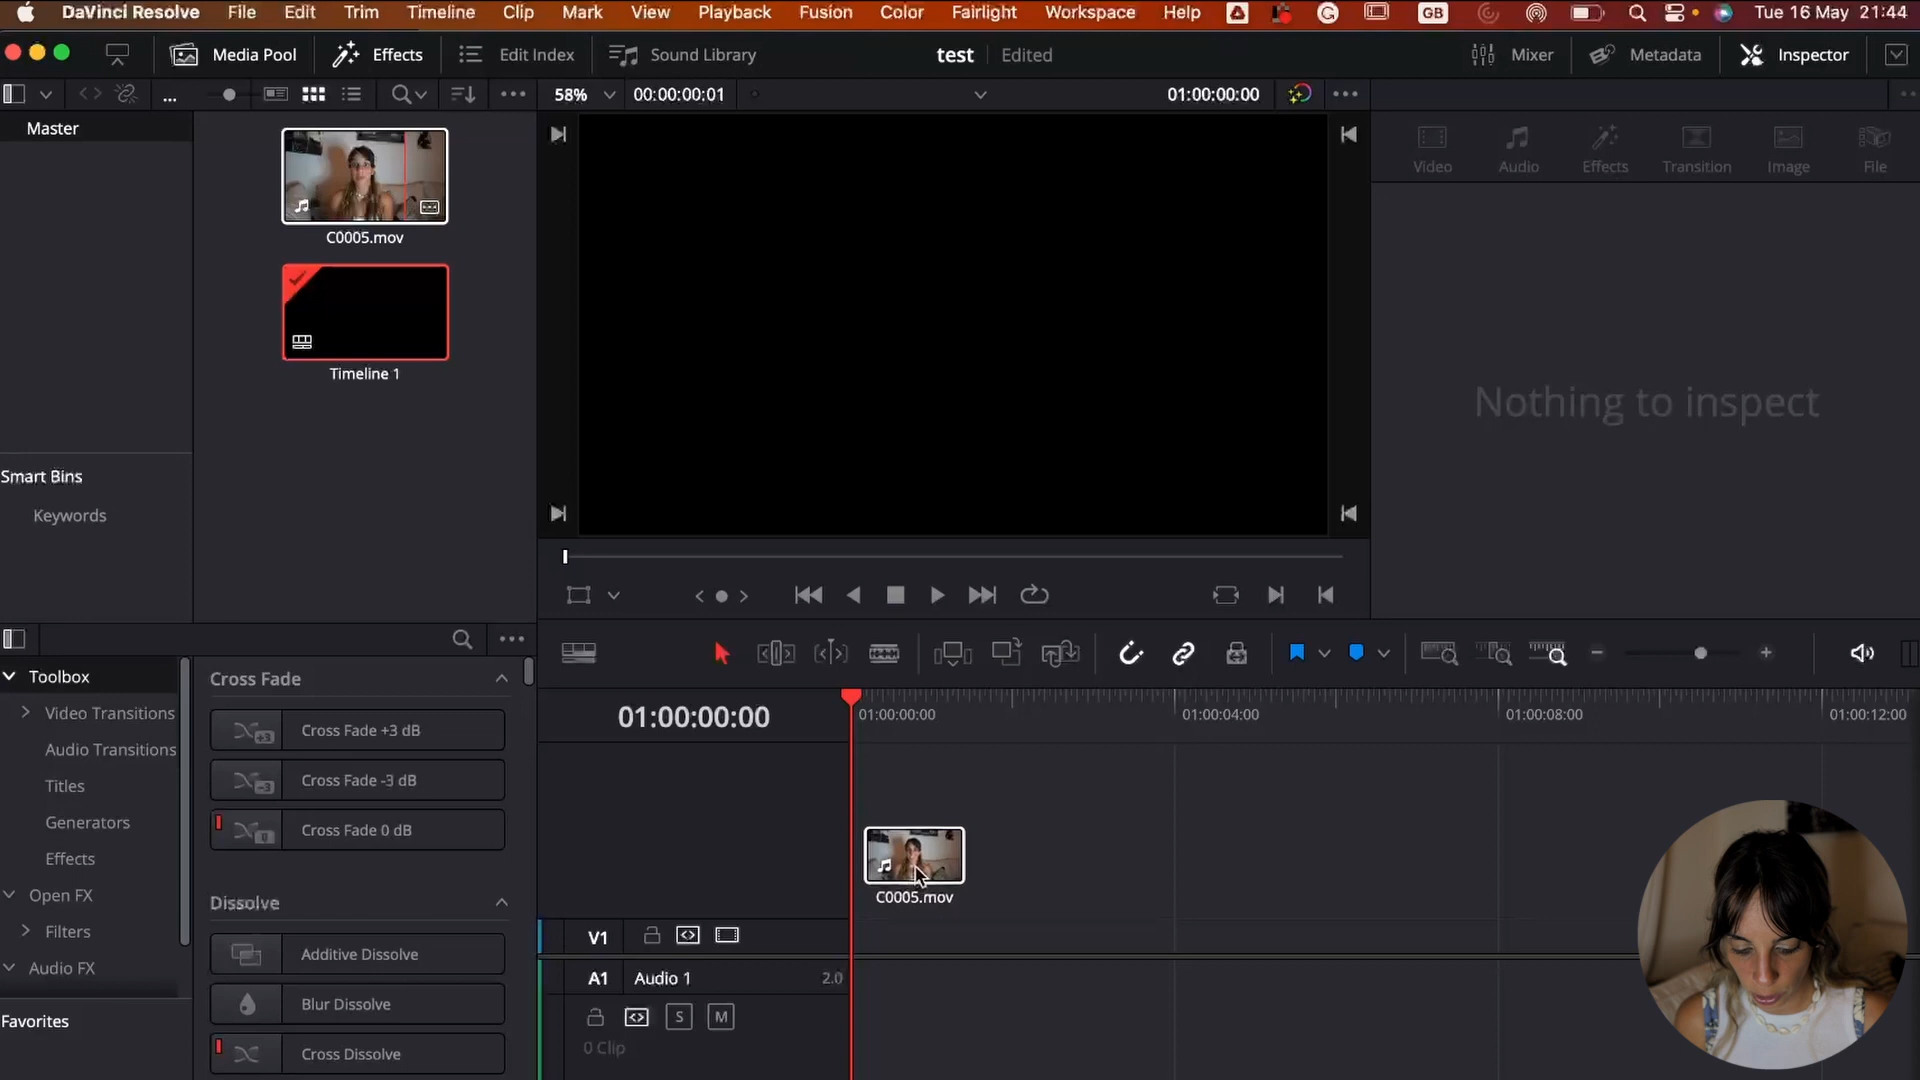 DaVinci Resolve File Edit Trim Timeline Clip Mark View Playback Fusion Color Fairlight Workspace Help GB Tue 16 May 21:44
Media Pool Effects Edit Index Sound Library test Edited Mixer Metadata Inspector
... 58% 00:00:00:01 01:00:00:00
Master
Video Audio Effects Transition Image File
C0005.mov
Timeline 1
Nothing to inspect
Smart Bins
Keywords
Toolbox
Video Transitions
Audio Transitions
Titles
Generators
Effects
Open FX
Filters
Audio FX
Favorites
Cross Fade
Cross Fade +3 dB
Cross Fade -3 dB
Cross Fade 0 dB
Dissolve
Additive Dissolve
Blur Dissolve
Cross Dissolve
01:00:00:00 01:00:00:00 01:00:04:00 01:00:08:00 01:00:12:00
C0005.mov
V1
A1 Audio 1 2.0
S M
0 Clip